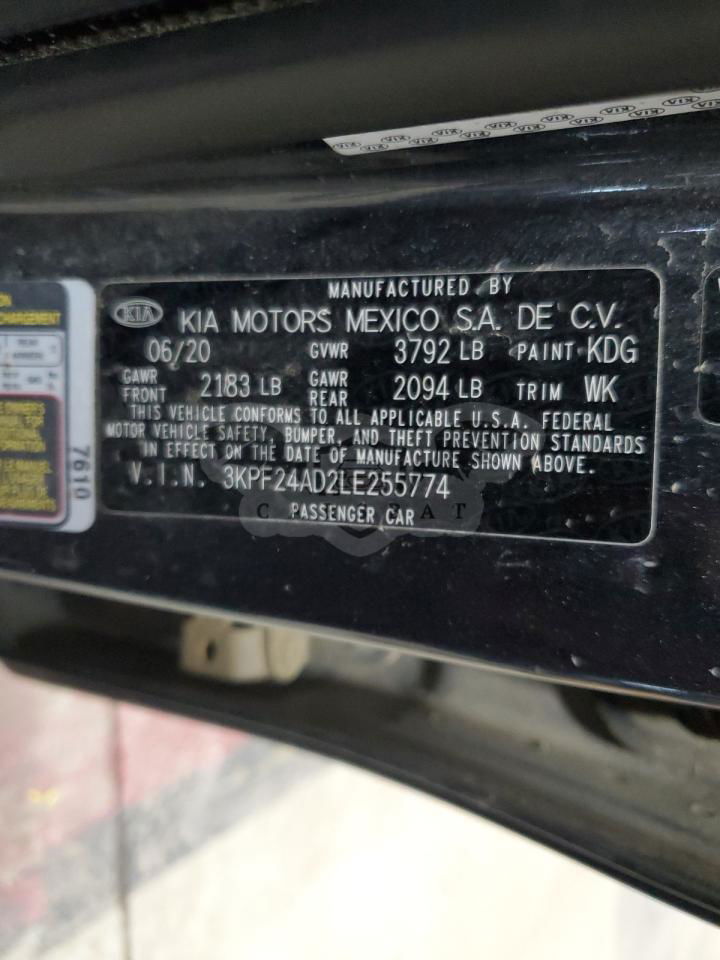 MANUFACTURED BY
KIA KIA MOTORS MEXICO S.A. DE C.V.
06/20 GVWR 3792 LB PAINT KDG
GAWR FRONT 2183 LB GAWR REAR 2094 LB TRIM WK
THIS VEHICLE CONFORMS TO ALL APPLICABLE U.S.A. FEDERAL
MOTOR VEHICLE SAFETY, BUMPER, AND THEFT PREVENTION STANDARDS
IN EFFECT ON THE DATE OF MANUFACTURE SHOWN ABOVE.
V.I.N. 3KPF24AD2LE255774
PASSENGER CAR
7610